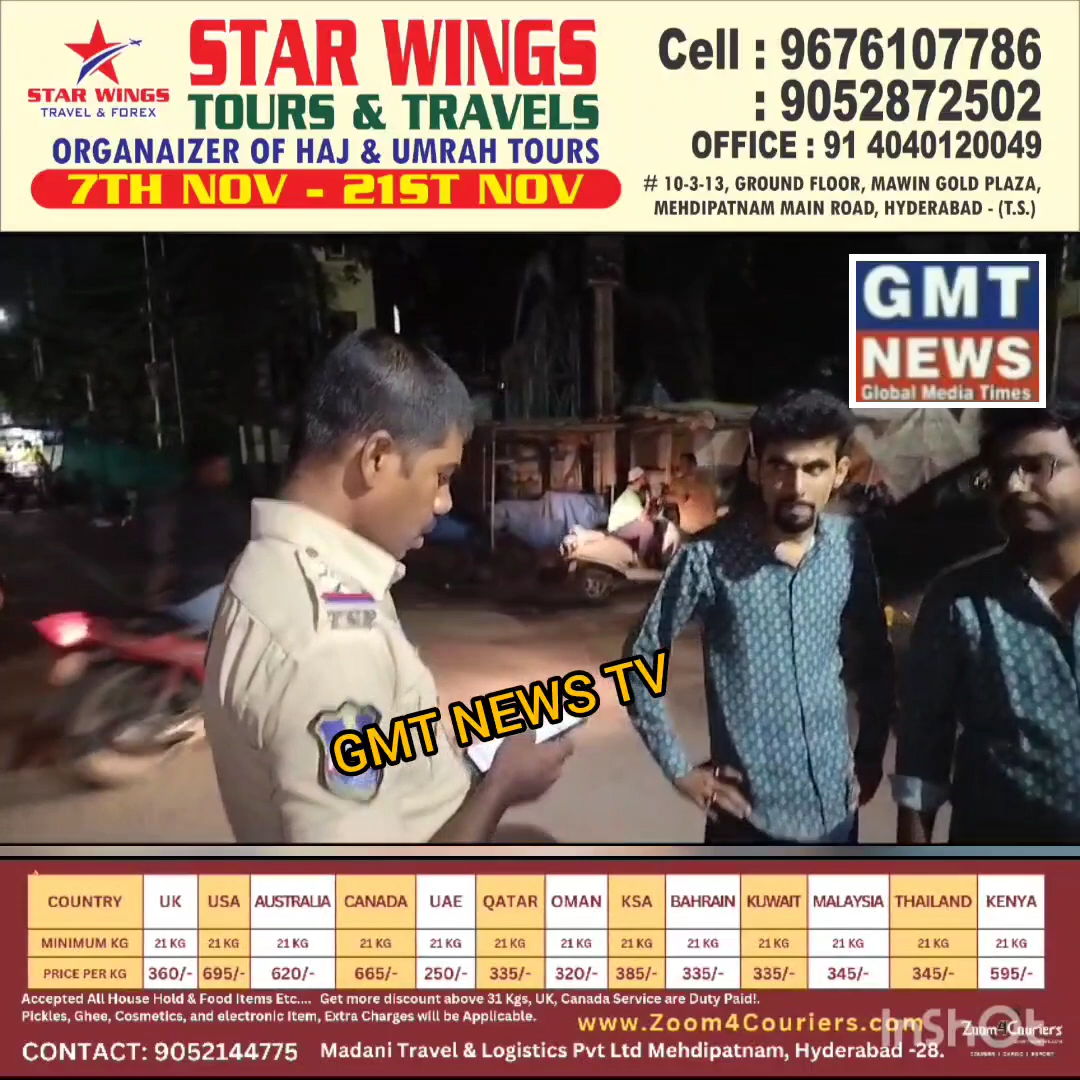 STAR WINGS
TRAVEL & FOREX
STAR WINGS
TOURS & TRAVELS
ORGANAIZER OF HAJ & UMRAH TOURS
7TH NOV - 21ST NOV
Cell : 9676107786
: 9052872502
OFFICE : 91 4040120049
# 10-3-13, GROUND FLOOR, MAWIN GOLD PLAZA,
MEHDIPATNAM MAIN ROAD, HYDERABAD - (T.S.)
GMT
NEWS
Global Media Times
TSP
GMT NEWS TV
COUNTRY UK USA AUSTRALIA CANADA UAE QATAR OMAN KSA BAHRAIN KUWAIT MALAYSIA THAILAND KENYA
MINIMUM KG 21 KG 21 KG 21 KG 21 KG 21 KG 21 KG 21 KG 21 KG 21 KG 21 KG 21 KG 21 KG 21 KG
PRICE PER KG 360/- 695/- 620/- 665/- 250/- 335/- 320/- 385/- 335/- 335/- 345/- 345/- 595/-
Accepted All House Hold & Food Items Etc.... Get more discount above 31 Kgs, UK, Canada Service are Duty Paid!.
Pickles, Ghee, Cosmetics, and electronic Item, Extra Charges will be Applicable.
www.Zoom4Couriers.com
InShOt
Zoom4Couriers
COURIER | CARGO | EXPORT
CONTACT: 9052144775 Madani Travel & Logistics Pvt Ltd Mehdipatnam, Hyderabad -28.